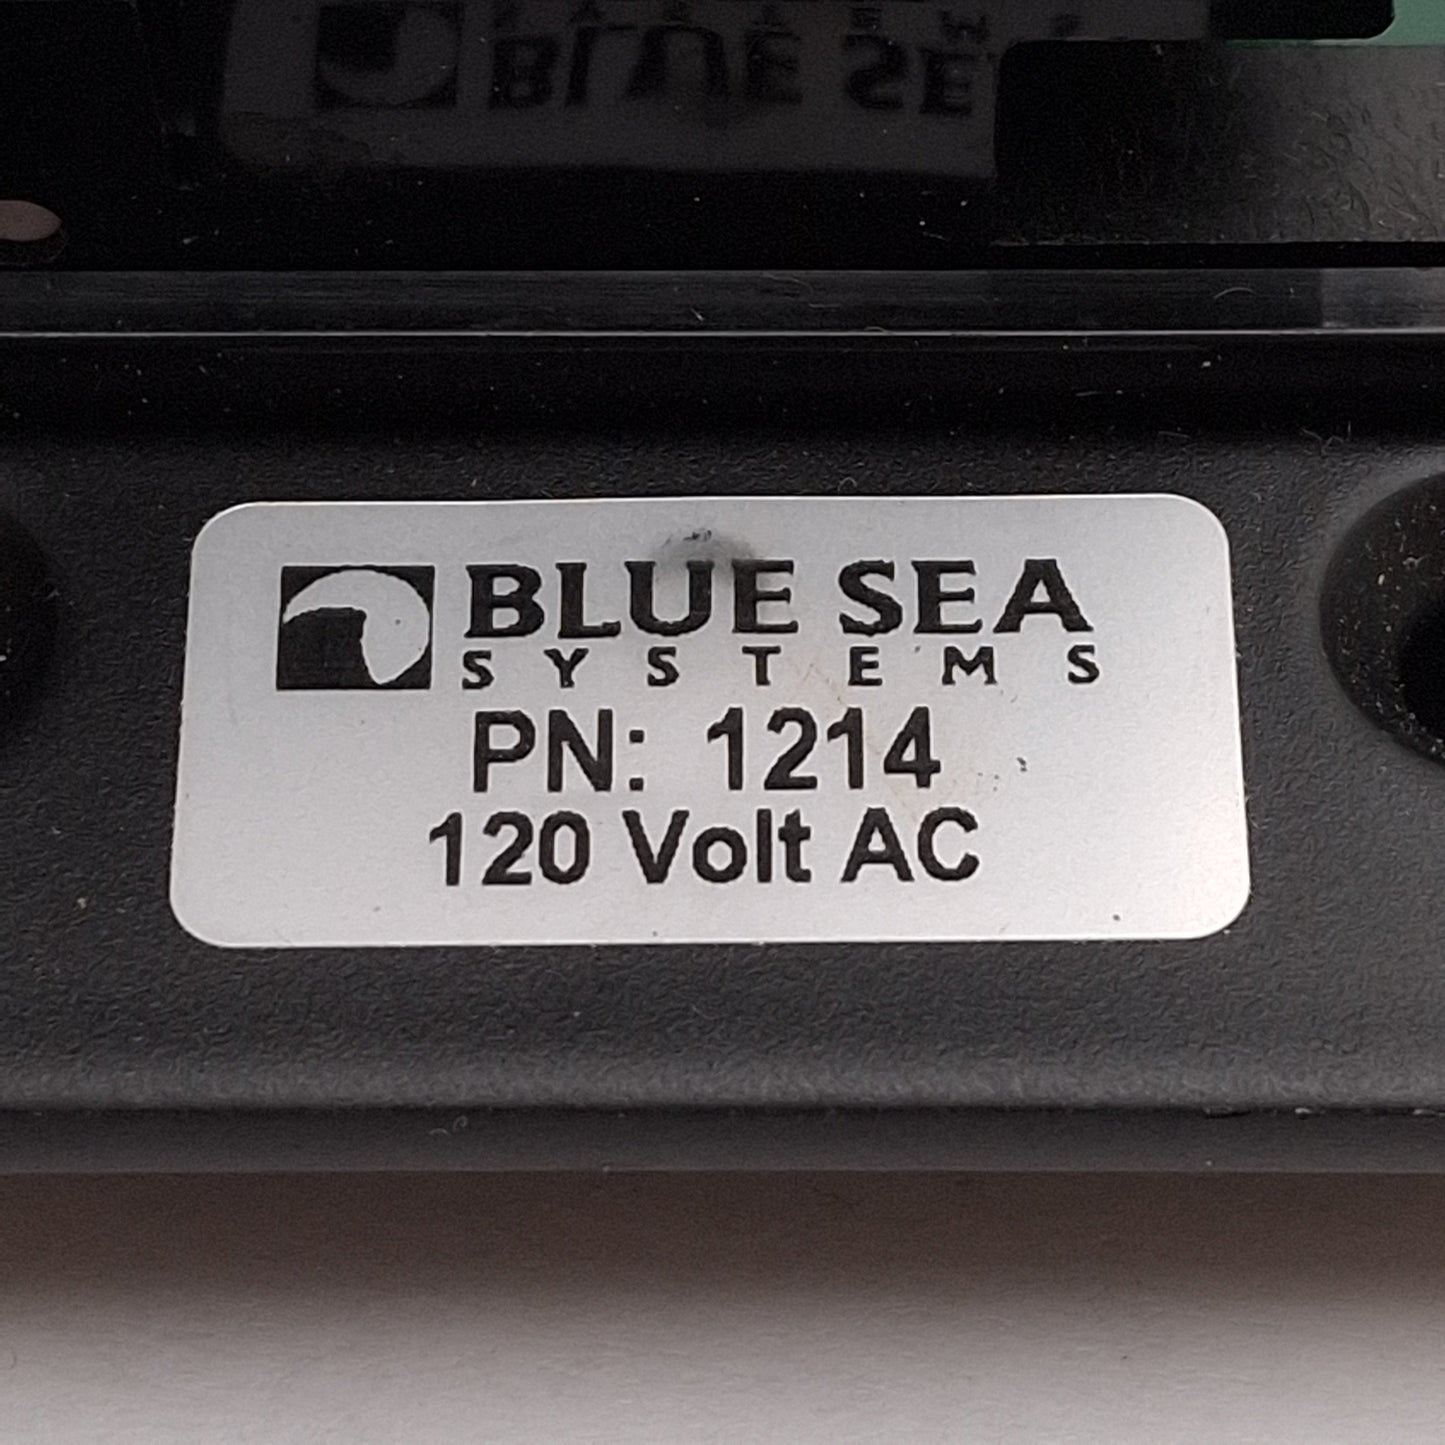 BLUE SEA
SYSTEMS
PN: 1214
120 Volt AC